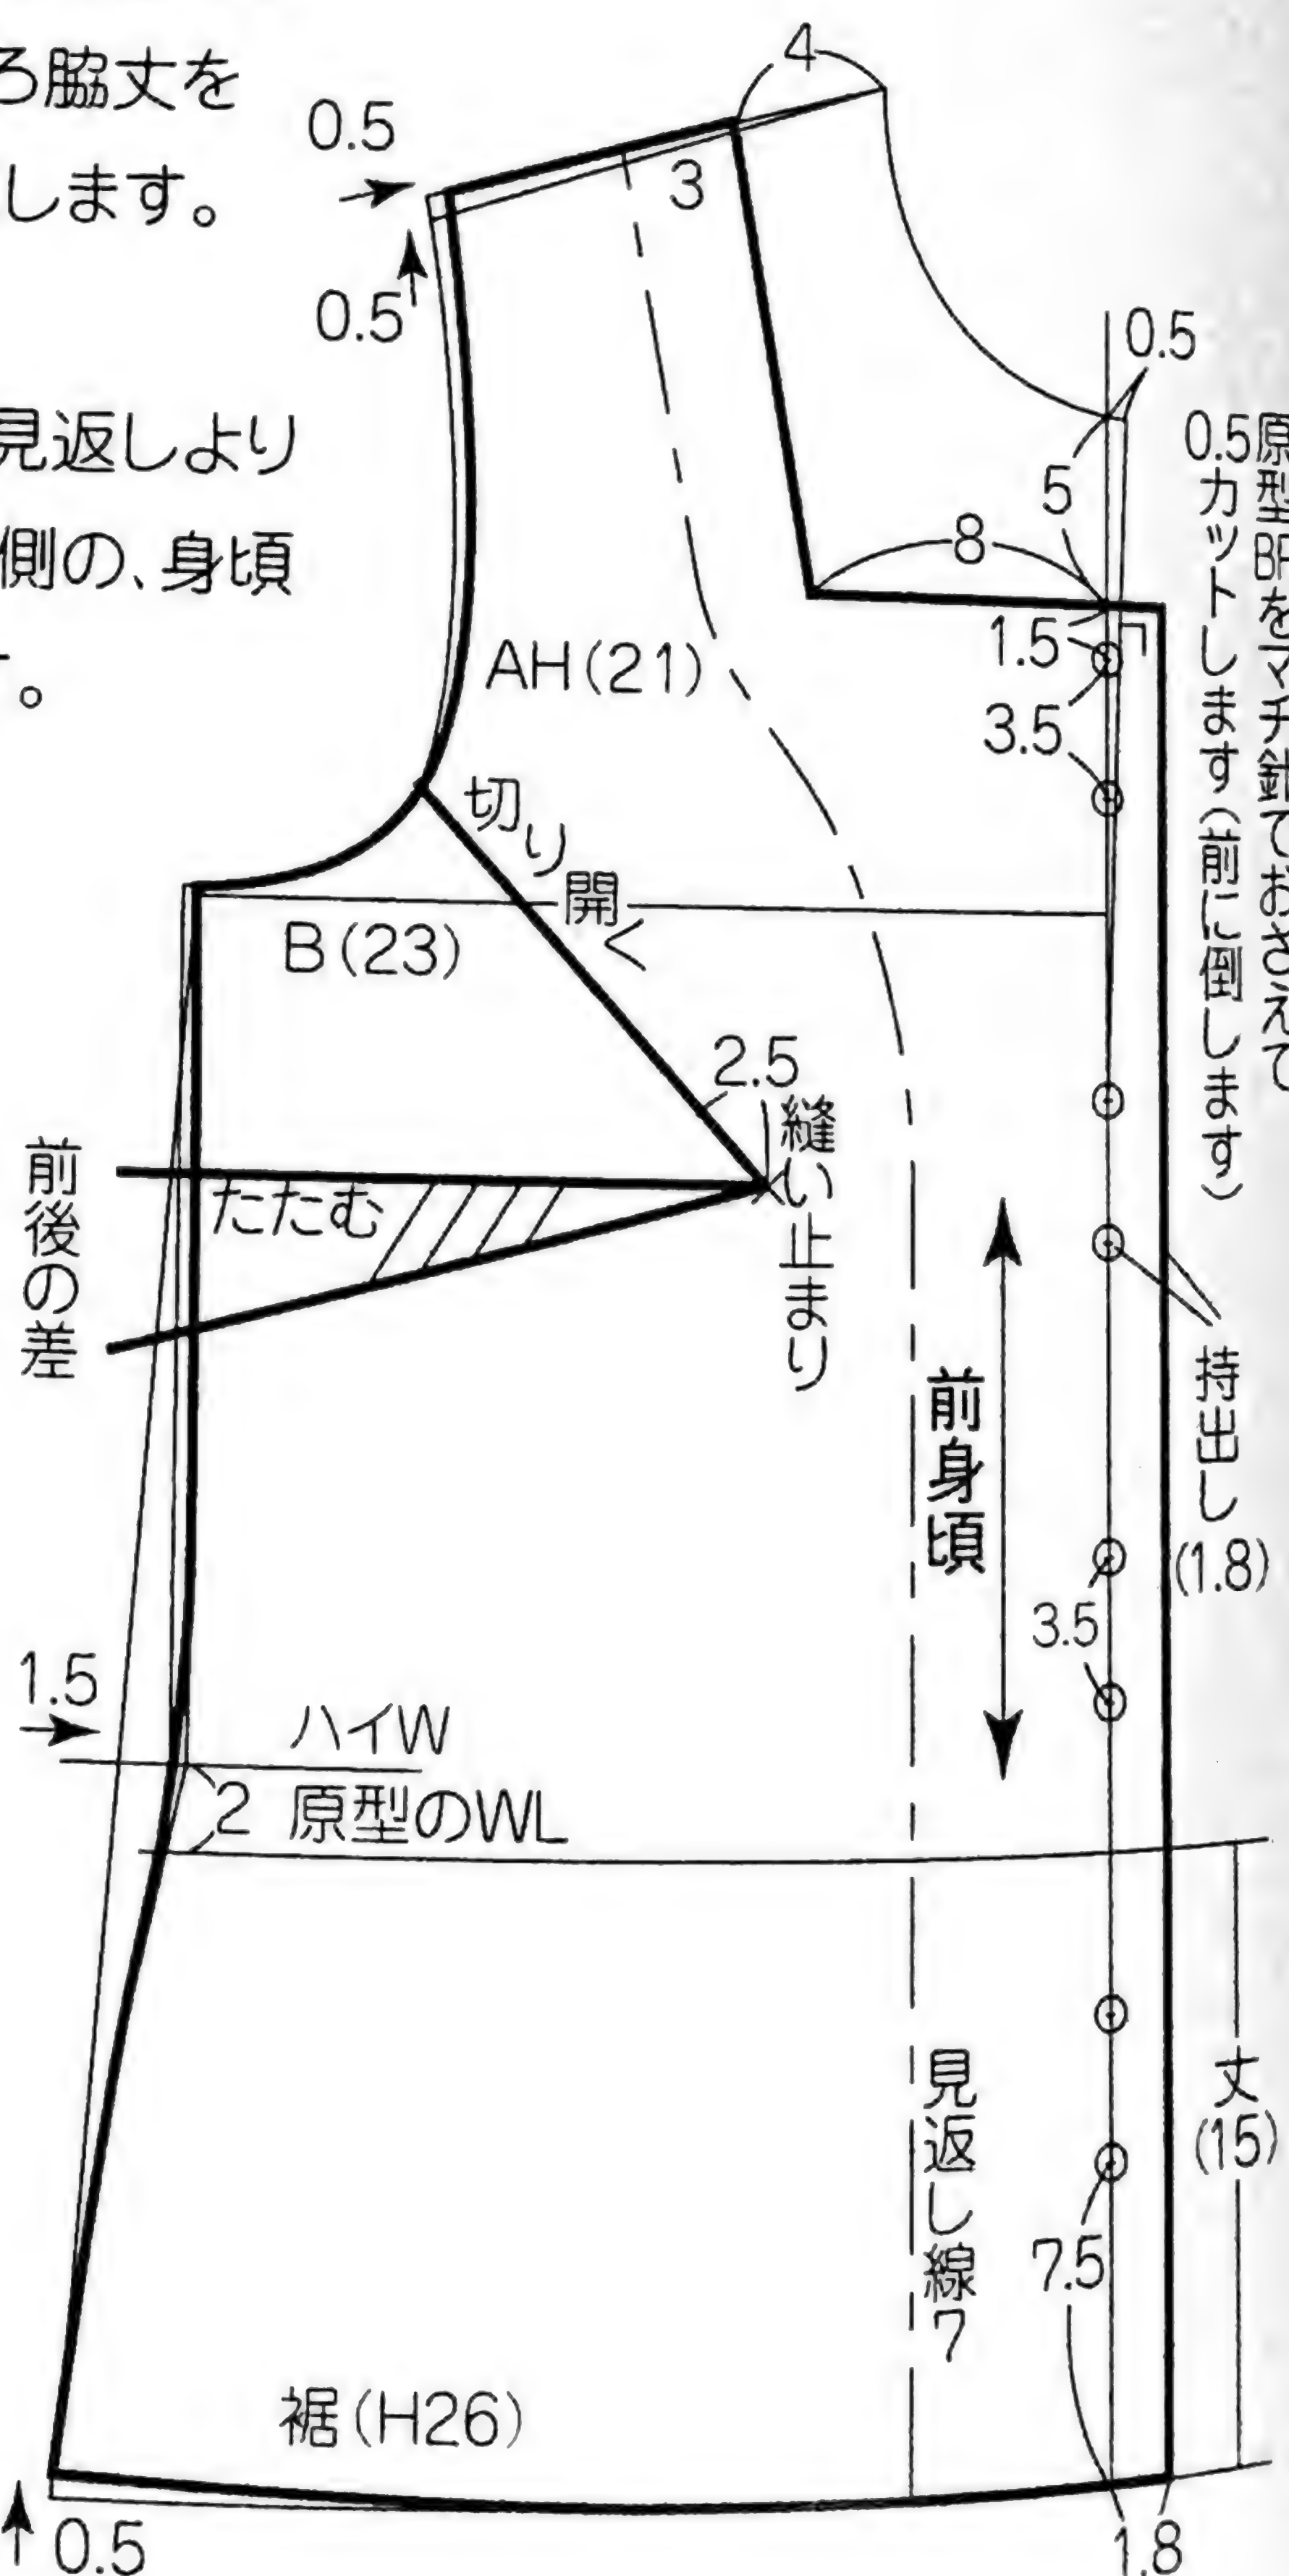 ろ脇丈を
します。
見返しより
側の、身頃
。
4
0.5
3
0.5
0.5
5
8
原型BPをマチ針でおさえて
0.5カットします(前に倒します)
1.5
3.5
AH(21)
切り開く
B(23)
2.5
縫い止まり
たたむ
前後の差
前身頃
持出し
(1.8)
3.5
1.5
ハイW
2
原型のWL
丈
(15)
見返し線7
7.5
裾(H26)
0.5
1.8